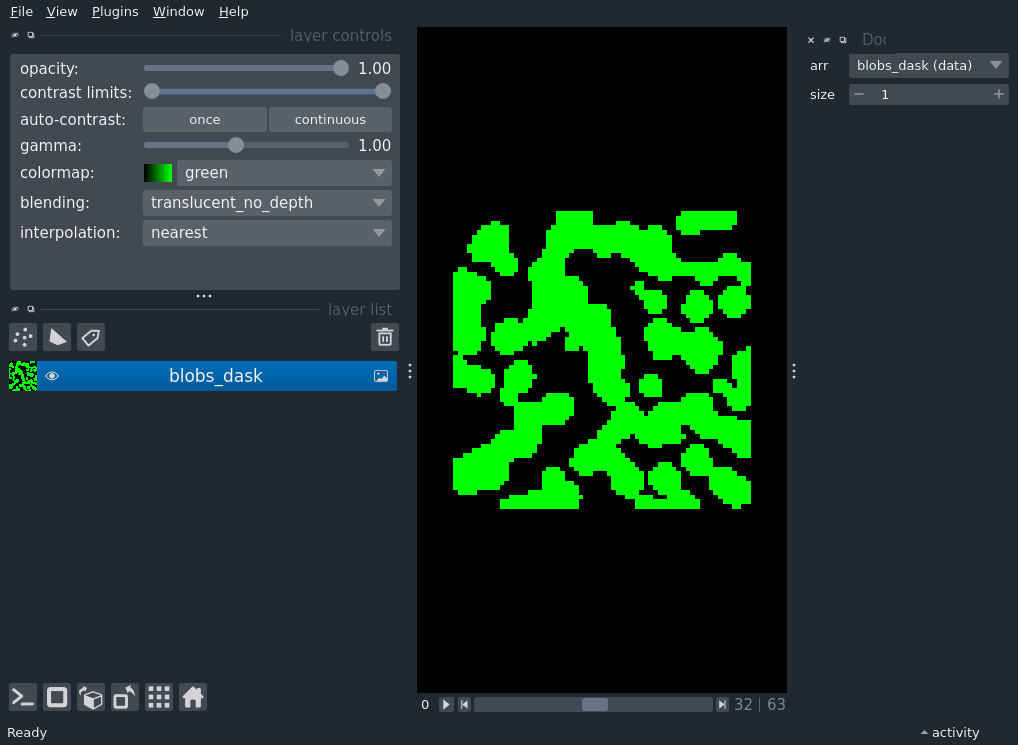 File View Plugins Window Help
layer controls
opacity: 1.00
contrast limits:
auto-contrast: once continuous
gamma: 1.00
colormap: green
blending: translucent_no_depth
interpolation: nearest
layer list
blobs_dask
0 32 | 63
arr blobs_dask (data)
size 1
Ready
activity